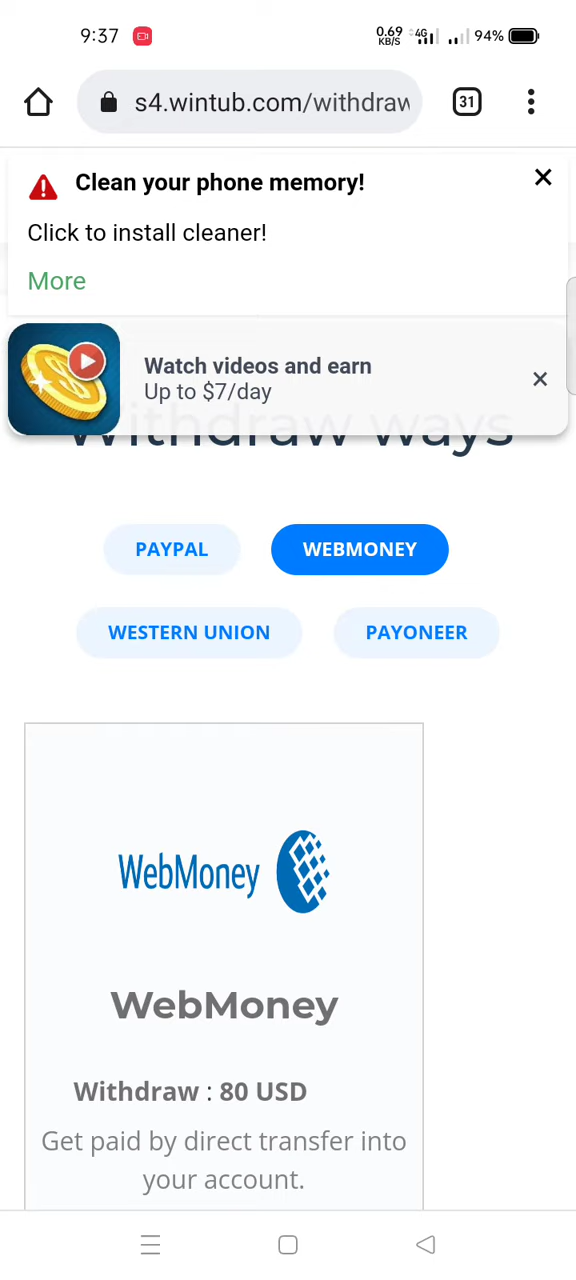 9:37
0.69 KB/S 4G 94%
s4.wintub.com/withdraw
31
Clean your phone memory!
Click to install cleaner!
More
Watch videos and earn
Up to $7/day
Withdraw ways
PAYPAL
WEBMONEY
WESTERN UNION
PAYONEER
WebMoney
WebMoney
Withdraw : 80 USD
Get paid by direct transfer into
your account.